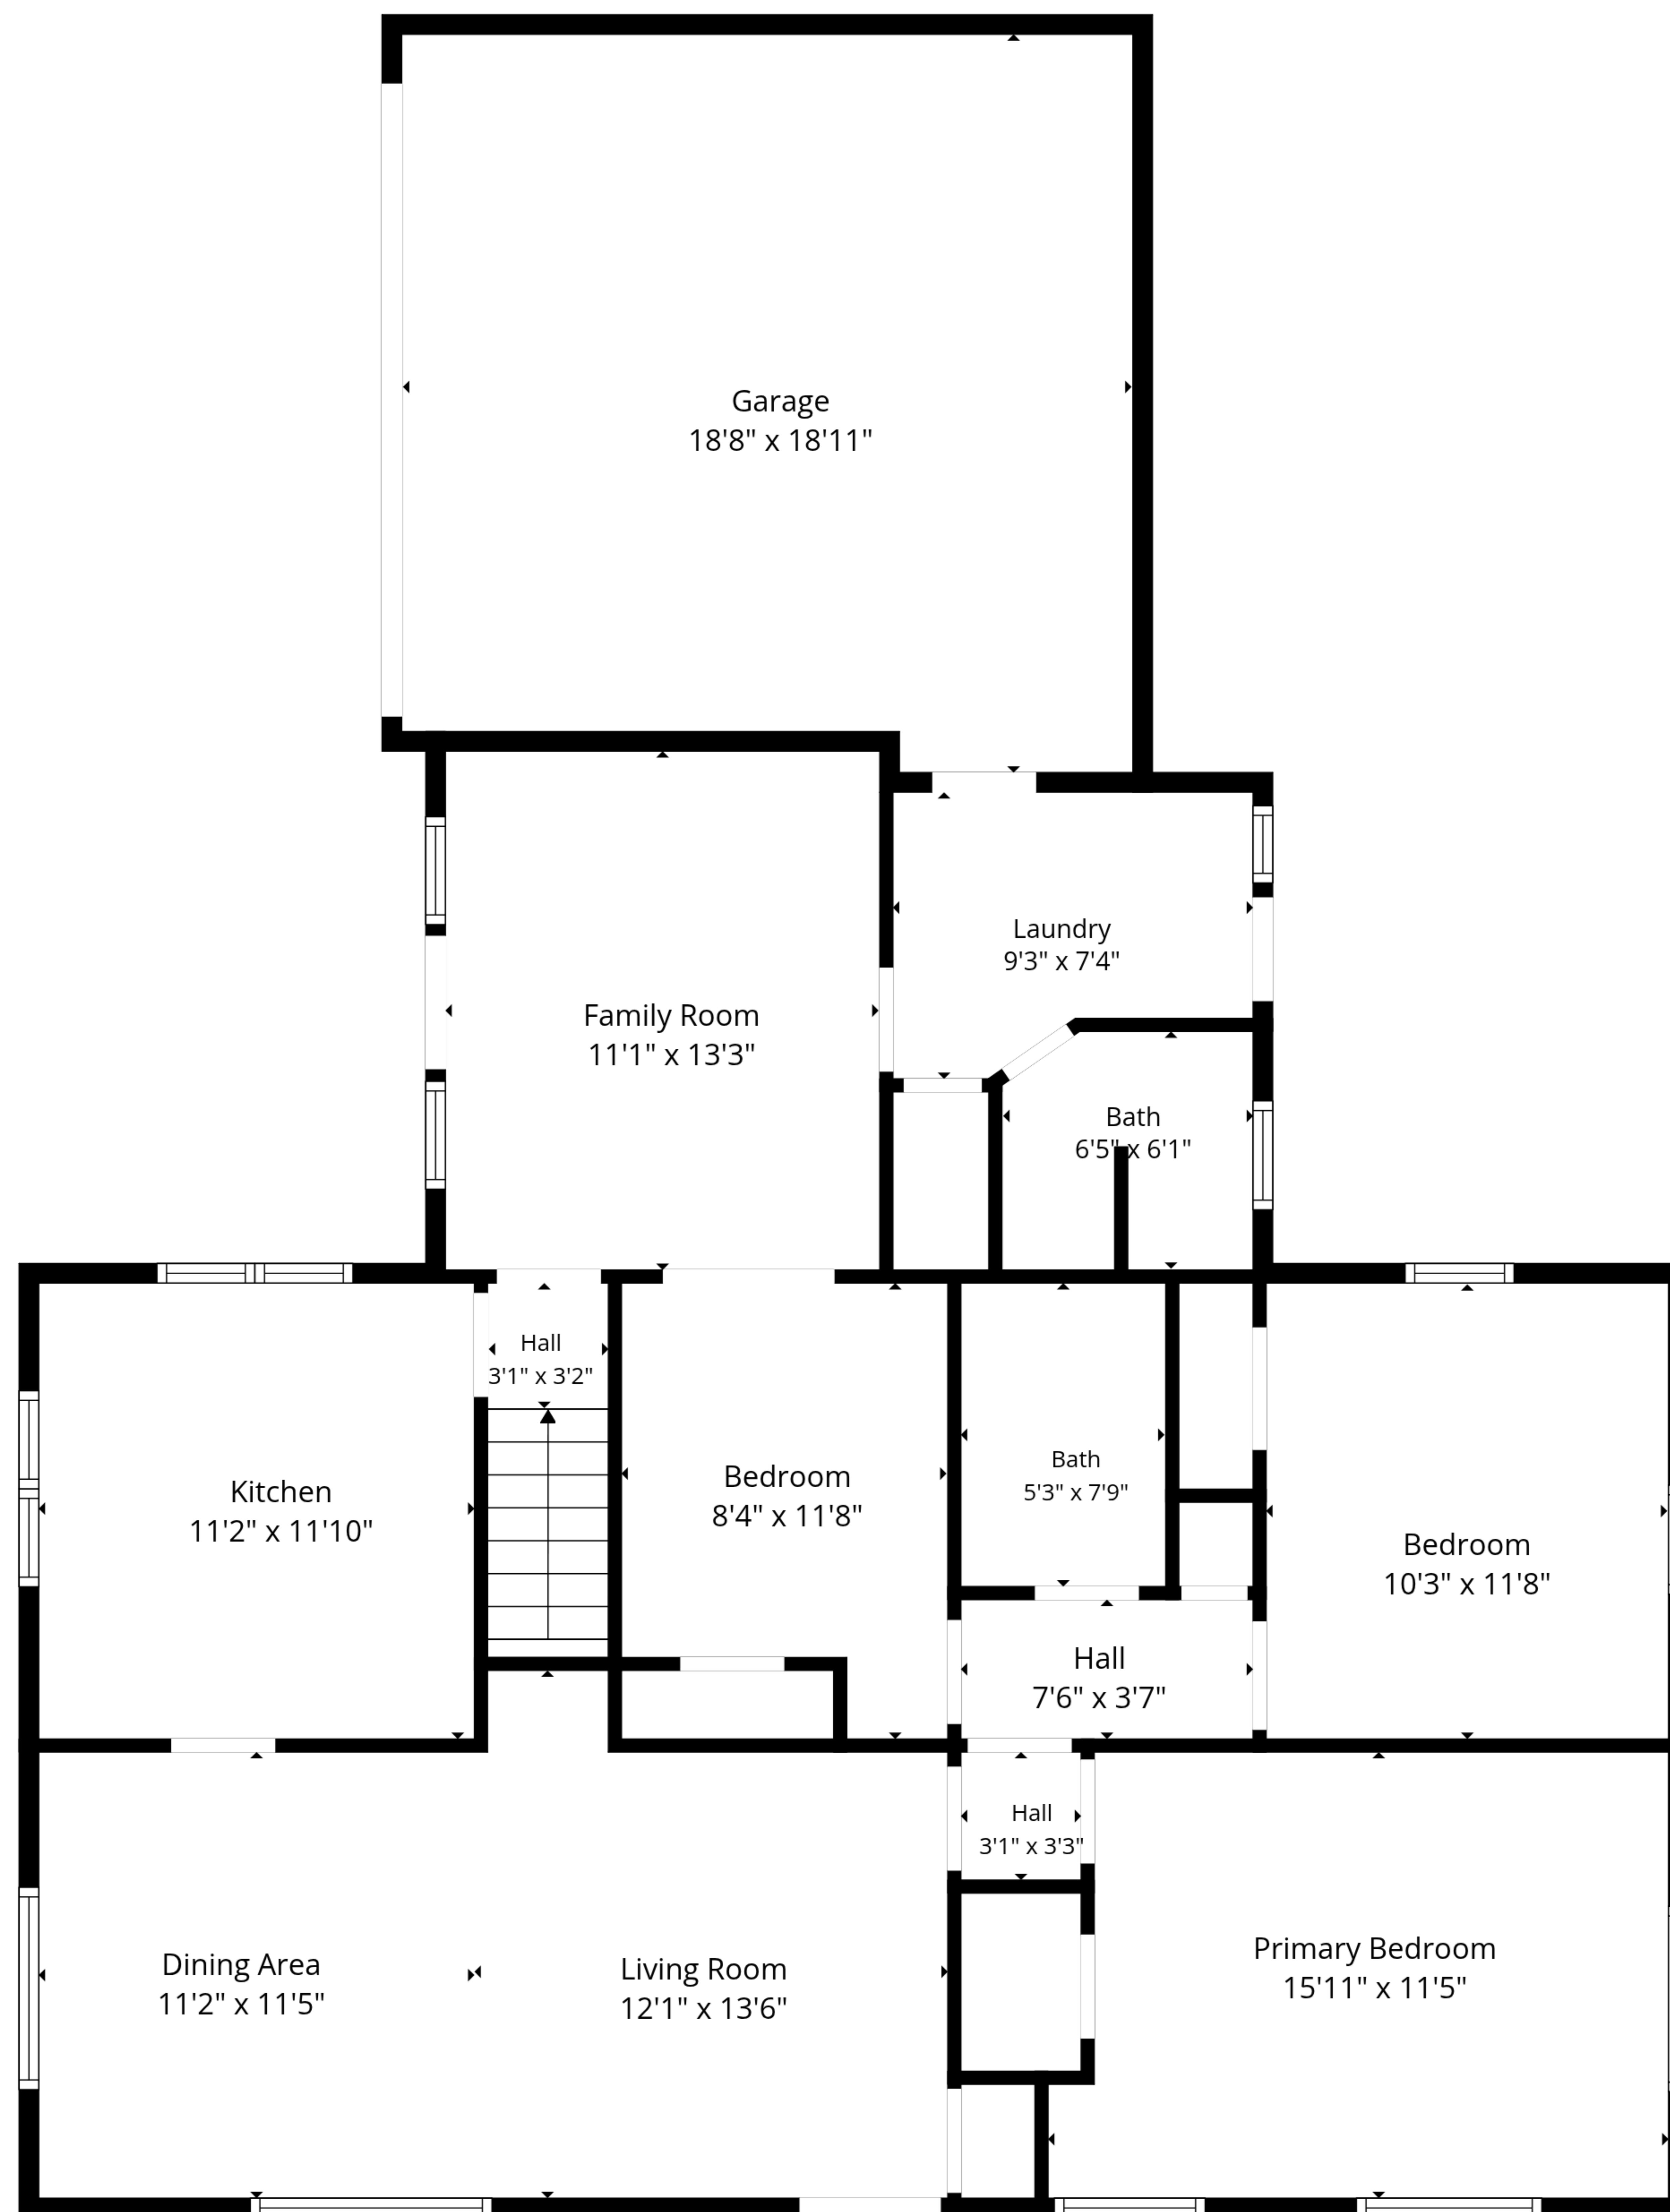 Garage
18'8" x 18'11"
Laundry
9'3" x 7'4"
Family Room
11'1" x 13'3"
Bath
6'5" x 6'1"
Hall
3'1" x 3'2"
Kitchen
11'2" x 11'10"
Bedroom
8'4" x 11'8"
Bath
5'3" x 7'9"
Bedroom
10'3" x 11'8"
Hall
7'6" x 3'7"
Hall
3'1" x 3'3"
Dining Area
11'2" x 11'5"
Living Room
12'1" x 13'6"
Primary Bedroom
15'11" x 11'5"